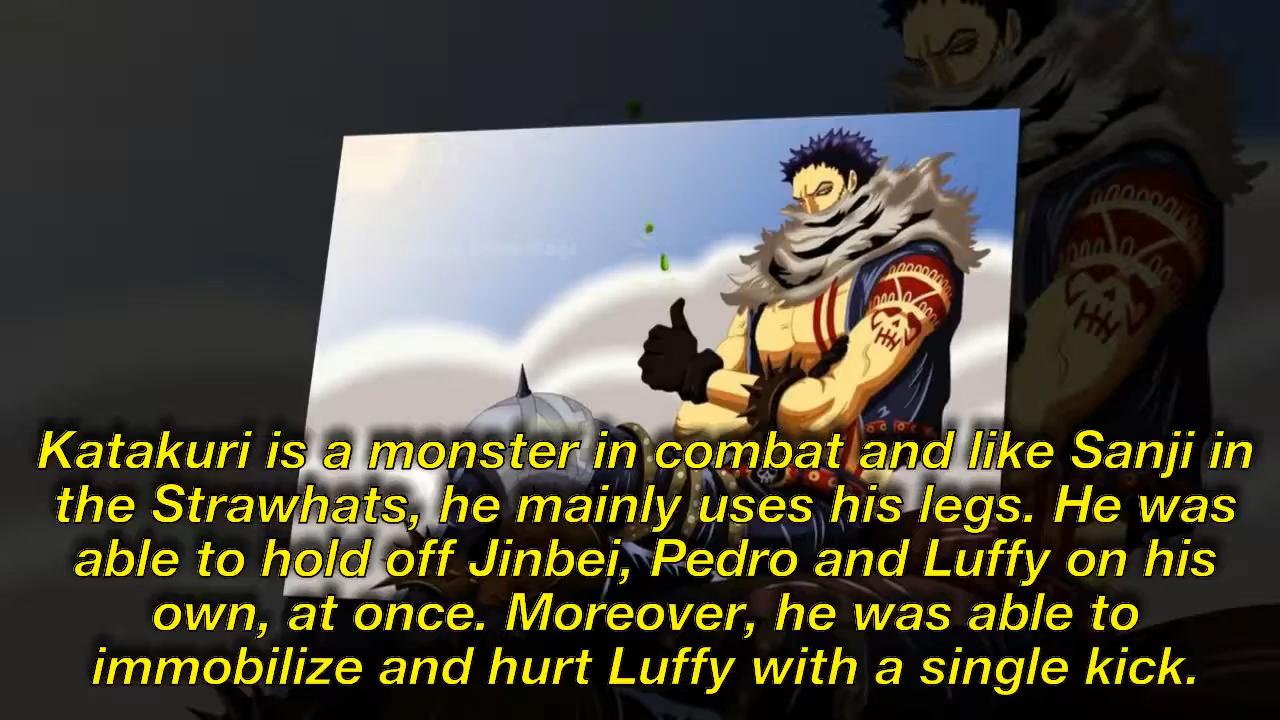 Katakuri is a monster in combat and like Sanji in
the Strawhats, he mainly uses his legs. He was
able to hold off Jinbei, Pedro and Luffy on his
own, at once. Moreover, he was able to
immobilize and hurt Luffy with a single kick.